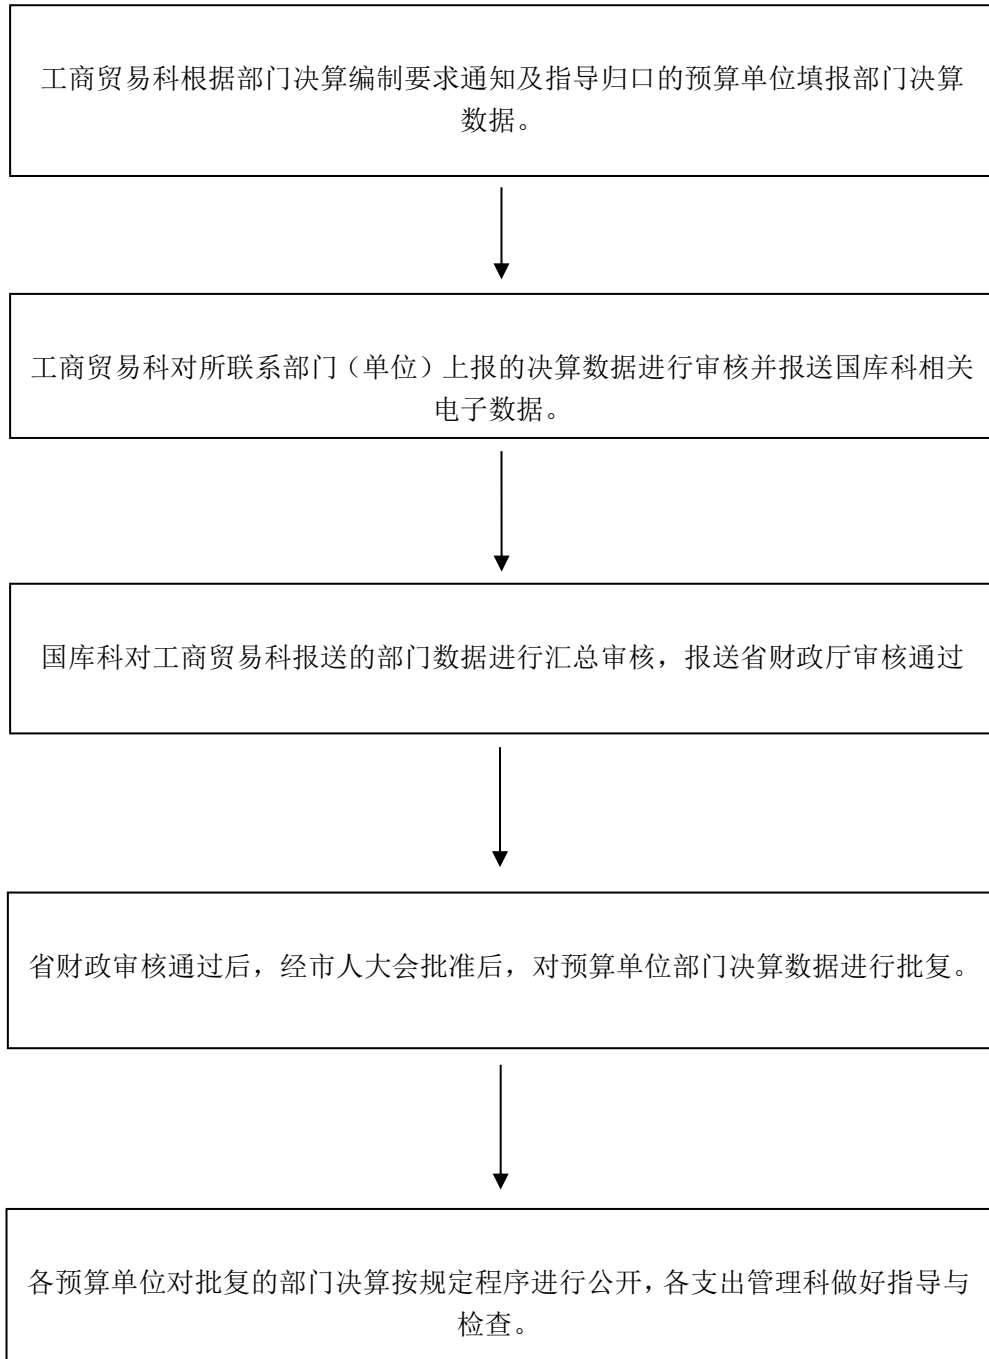 工商贸易科根据部门决算编制要求通知及指导归口的预算单位填报部门决算
数据。
工商贸易科对所联系部门（单位）上报的决算数据进行审核并报送国库科相关
电子数据。
国库科对工商贸易科报送的部门数据进行汇总审核，报送省财政厅审核通过
省财政审核通过后，经市人大会批准后，对预算单位部门决算数据进行批复。
各预算单位对批复的部门决算按规定程序进行公开，各支出管理科做好指导与
检查。